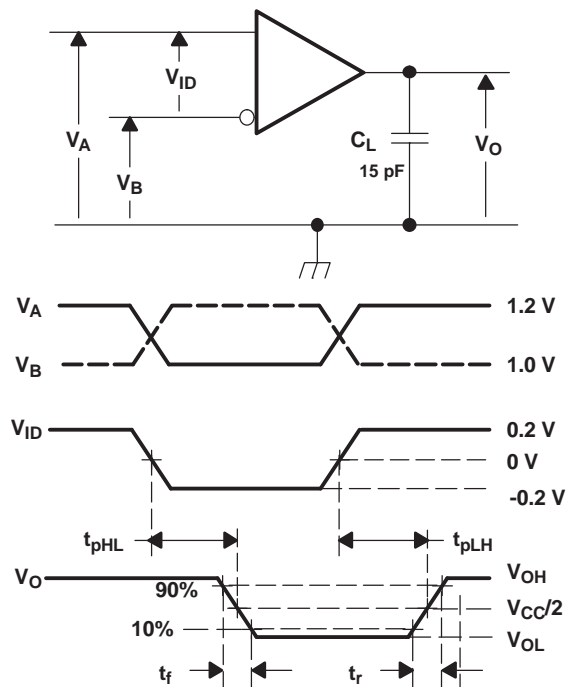 V_ID
V_A
V_B
C_L
15 pF
V_O
V_A
1.2 V
V_B
1.0 V
V_ID
0.2 V
0 V
-0.2 V
t_pHL
t_pLH
V_O
V_OH
90%
V_CC/2
10%
V_OL
t_f
t_r